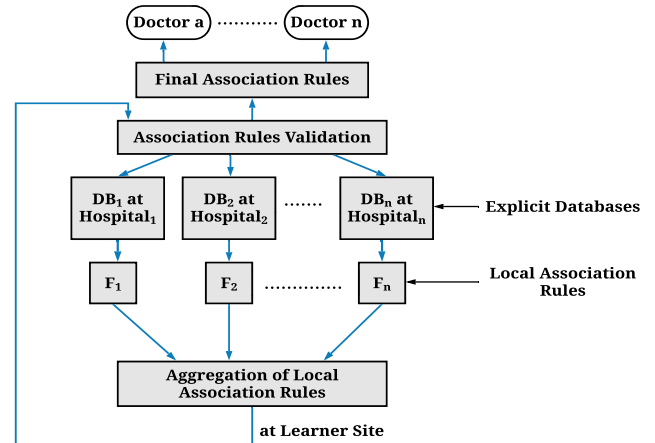 Doctor a ........... Doctor n
Final Association Rules
Association Rules Validation
DB₁ at
Hospital₁
DB₂ at
Hospital₂
.......
DBₙ at
Hospitalₙ
Explicit Databases
F₁
F₂
..............
Fₙ
Local Association
Rules
Aggregation of Local
Association Rules
at Learner Site